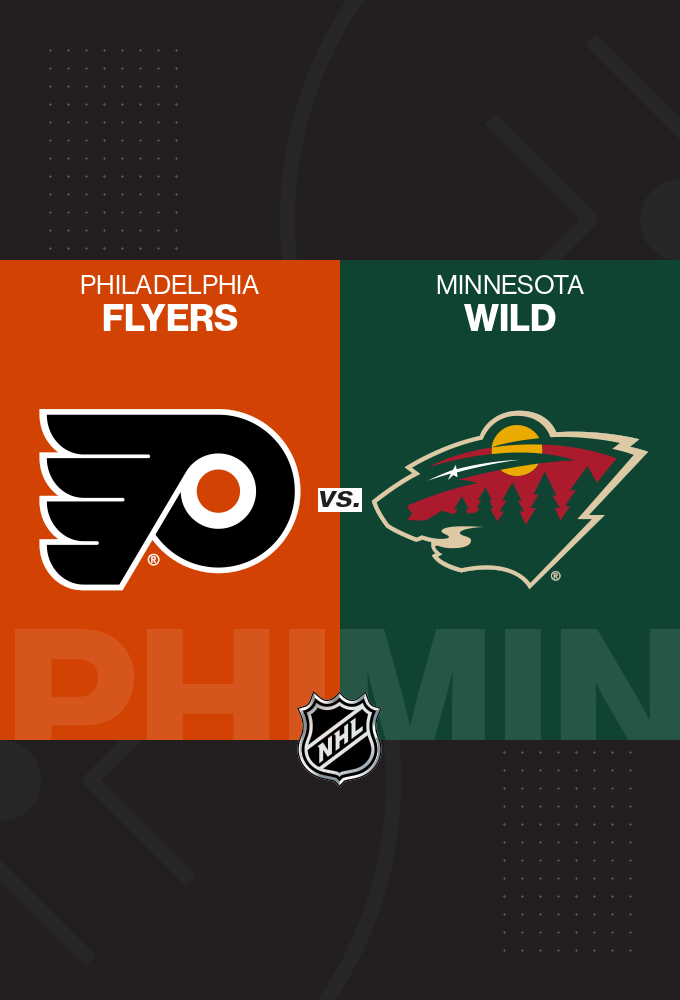 PHILADELPHIA
FLYERS
MINNESOTA
WILD
VS.
®
®
PHI
MIN
NHL